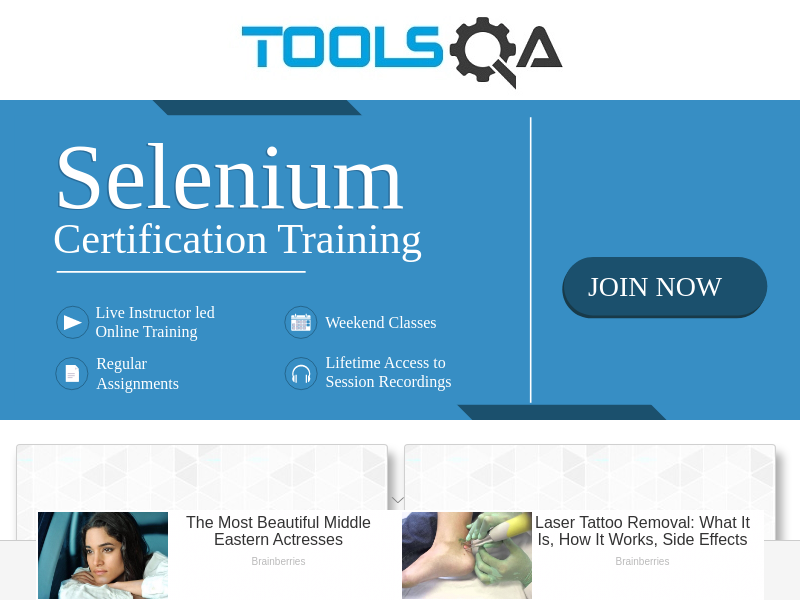 TOOLSQA
Selenium
Certification Training
JOIN NOW
Live Instructor led
Online Training
Weekend Classes
Regular
Assignments
Lifetime Access to
Session Recordings
The Most Beautiful Middle
Eastern Actresses
Brainberries
Laser Tattoo Removal: What It
Is, How It Works, Side Effects
Brainberries